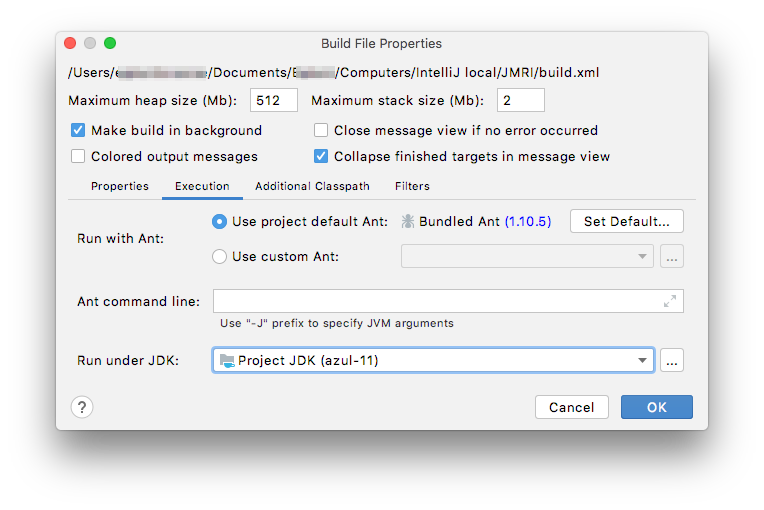 Build File Properties
/Users/ /Documents/ /Computers/IntelliJ local/JMRI/build.xml
Maximum heap size (Mb): 512 Maximum stack size (Mb): 2
Make build in background Close message view if no error occurred
Colored output messages Collapse finished targets in message view
Properties Execution Additional Classpath Filters
Run with Ant: Use project default Ant: Bundled Ant (1.10.5) Set Default...
Use custom Ant: ...
Ant command line:
Use "-J" prefix to specify JVM arguments
Run under JDK: Project JDK (azul-11) ...
? Cancel OK